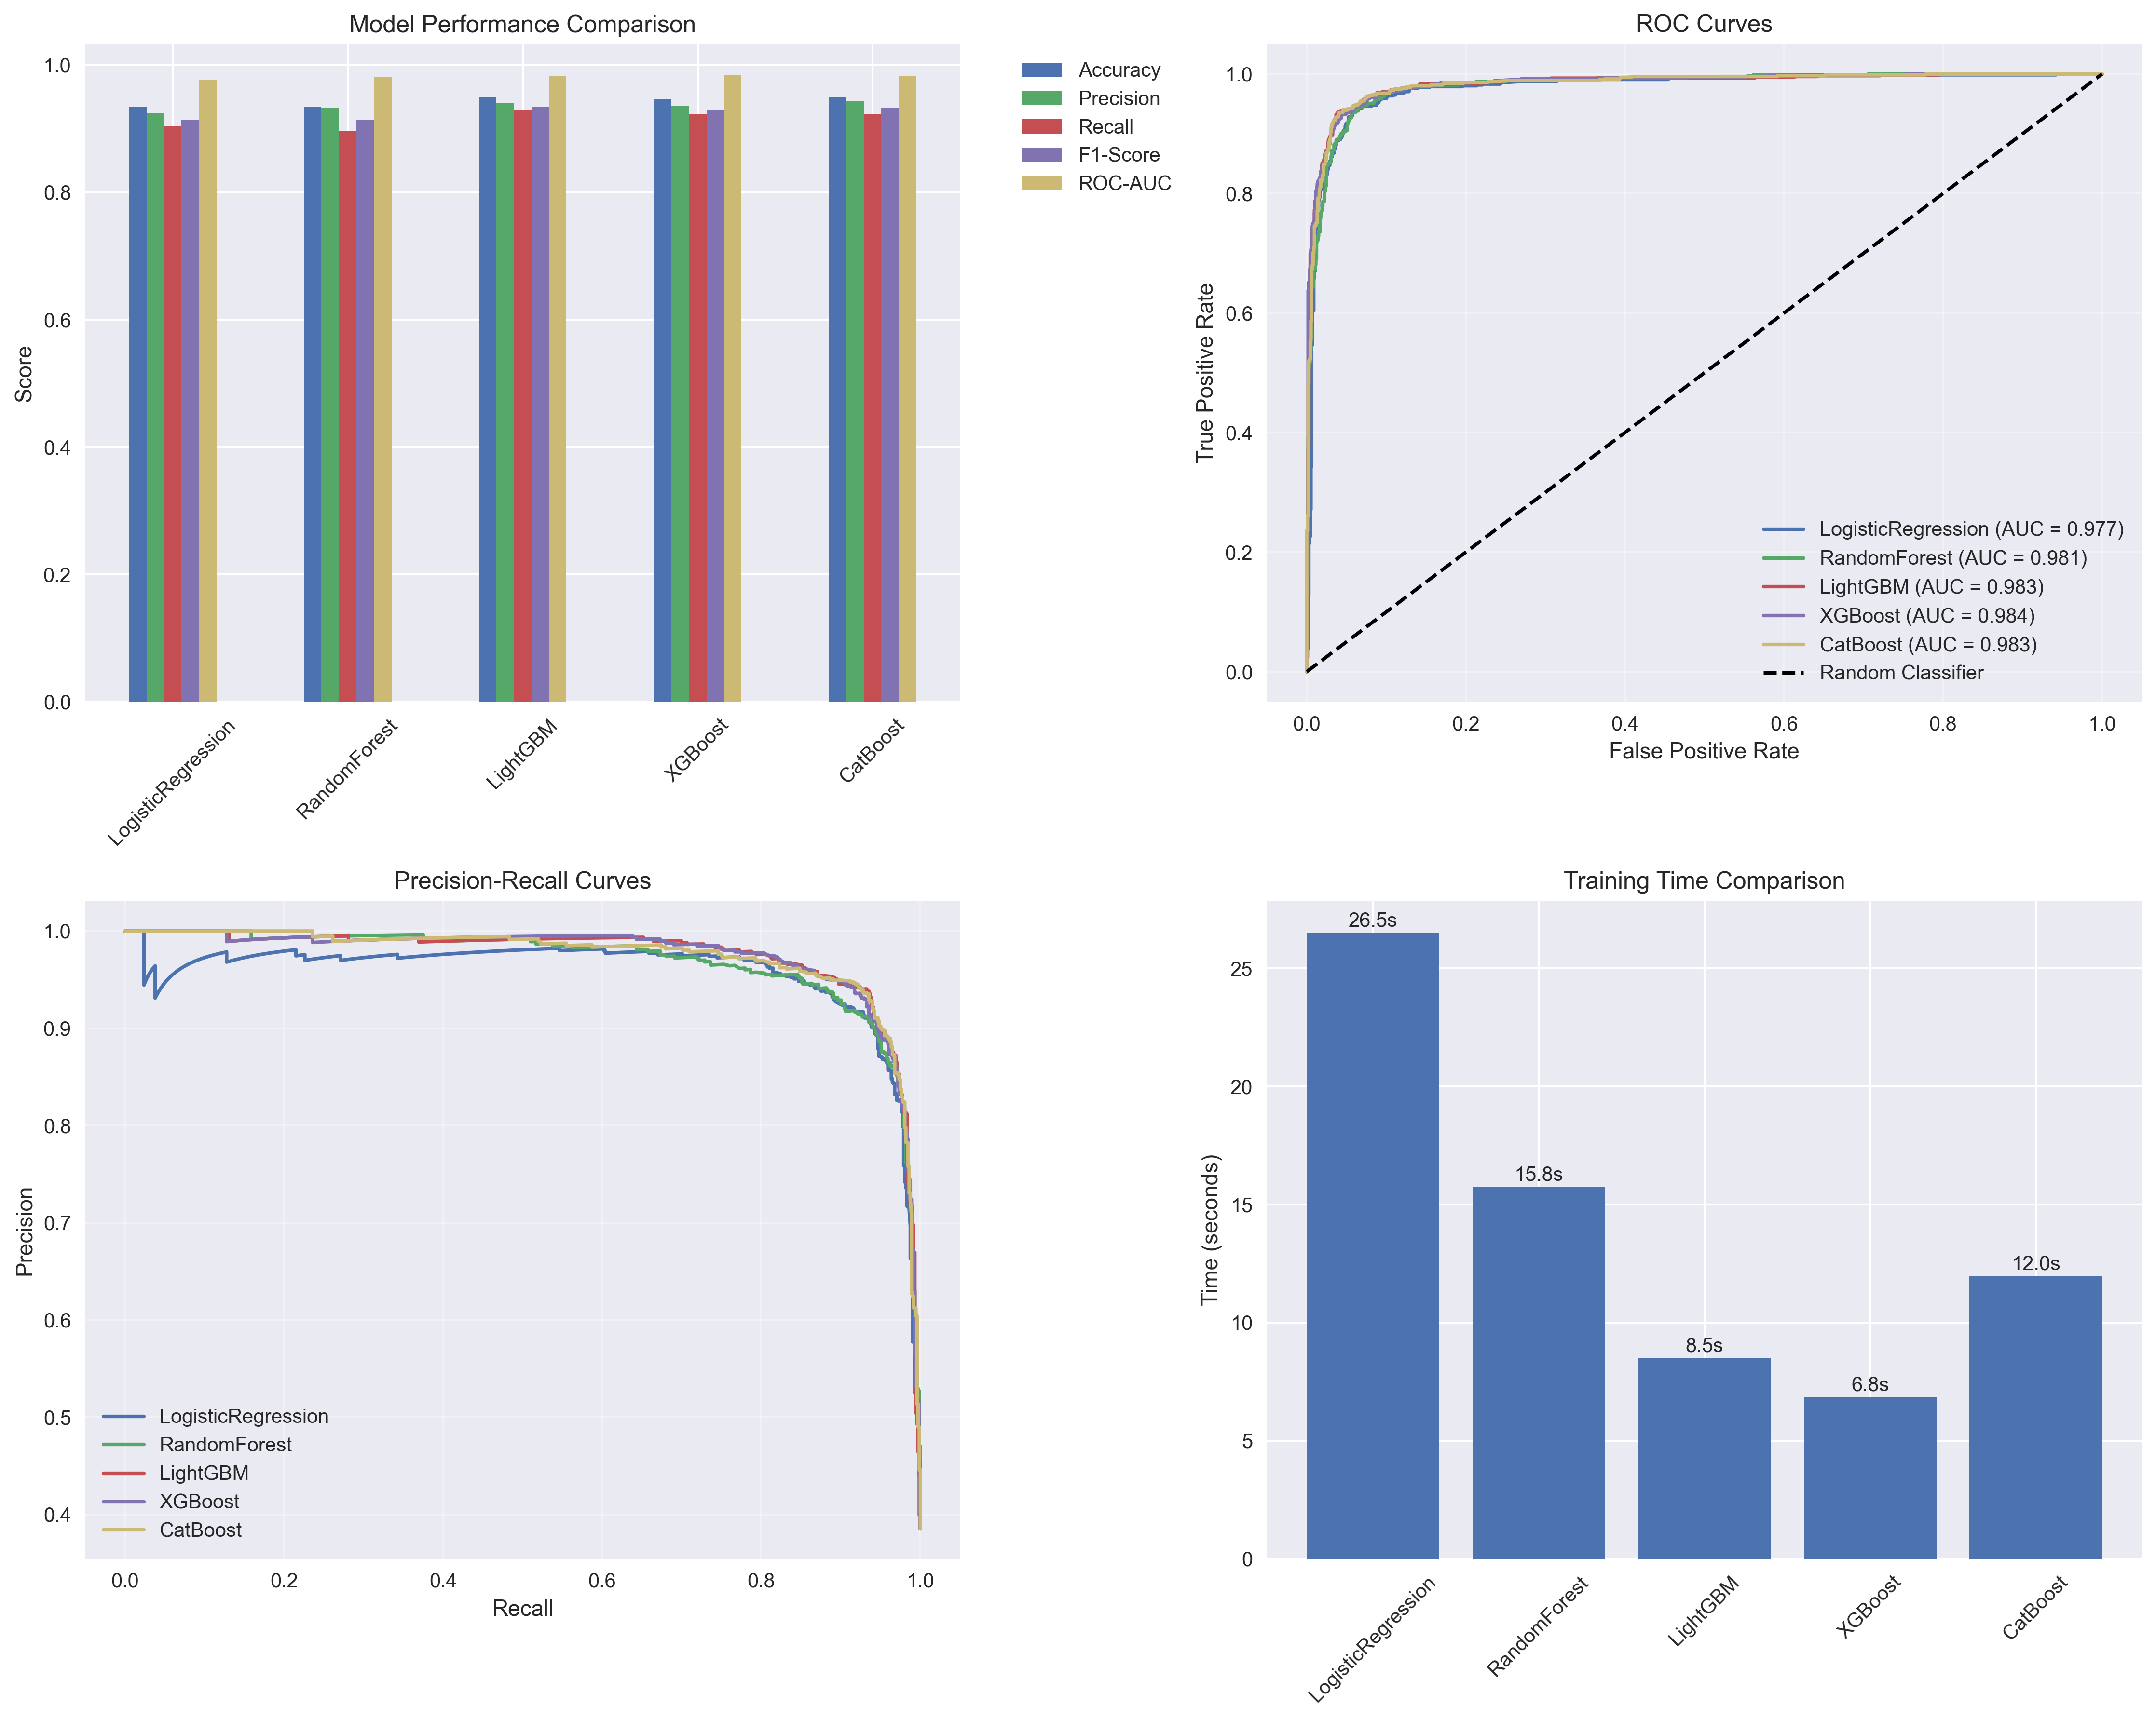 Model Performance Comparison
Score
1.0
0.8
0.6
0.4
0.2
0.0
LogisticRegression
RandomForest
LightGBM
XGBoost
CatBoost
Accuracy
Precision
Recall
F1-Score
ROC-AUC
ROC Curves
True Positive Rate
1.0
0.8
0.6
0.4
0.2
0.0
LogisticRegression (AUC = 0.977)
RandomForest (AUC = 0.981)
LightGBM (AUC = 0.983)
XGBoost (AUC = 0.984)
CatBoost (AUC = 0.983)
Random Classifier
0.0 0.2 0.4 0.6 0.8 1.0
False Positive Rate
Precision-Recall Curves
Precision
1.0
0.9
0.8
0.7
0.6
0.5
0.4
LogisticRegression
RandomForest
LightGBM
XGBoost
CatBoost
0.0 0.2 0.4 0.6 0.8 1.0
Recall
Training Time Comparison
Time (seconds)
25
20
15
10
5
0
26.5s
15.8s
8.5s
6.8s
12.0s
LogisticRegression
RandomForest
LightGBM
XGBoost
CatBoost